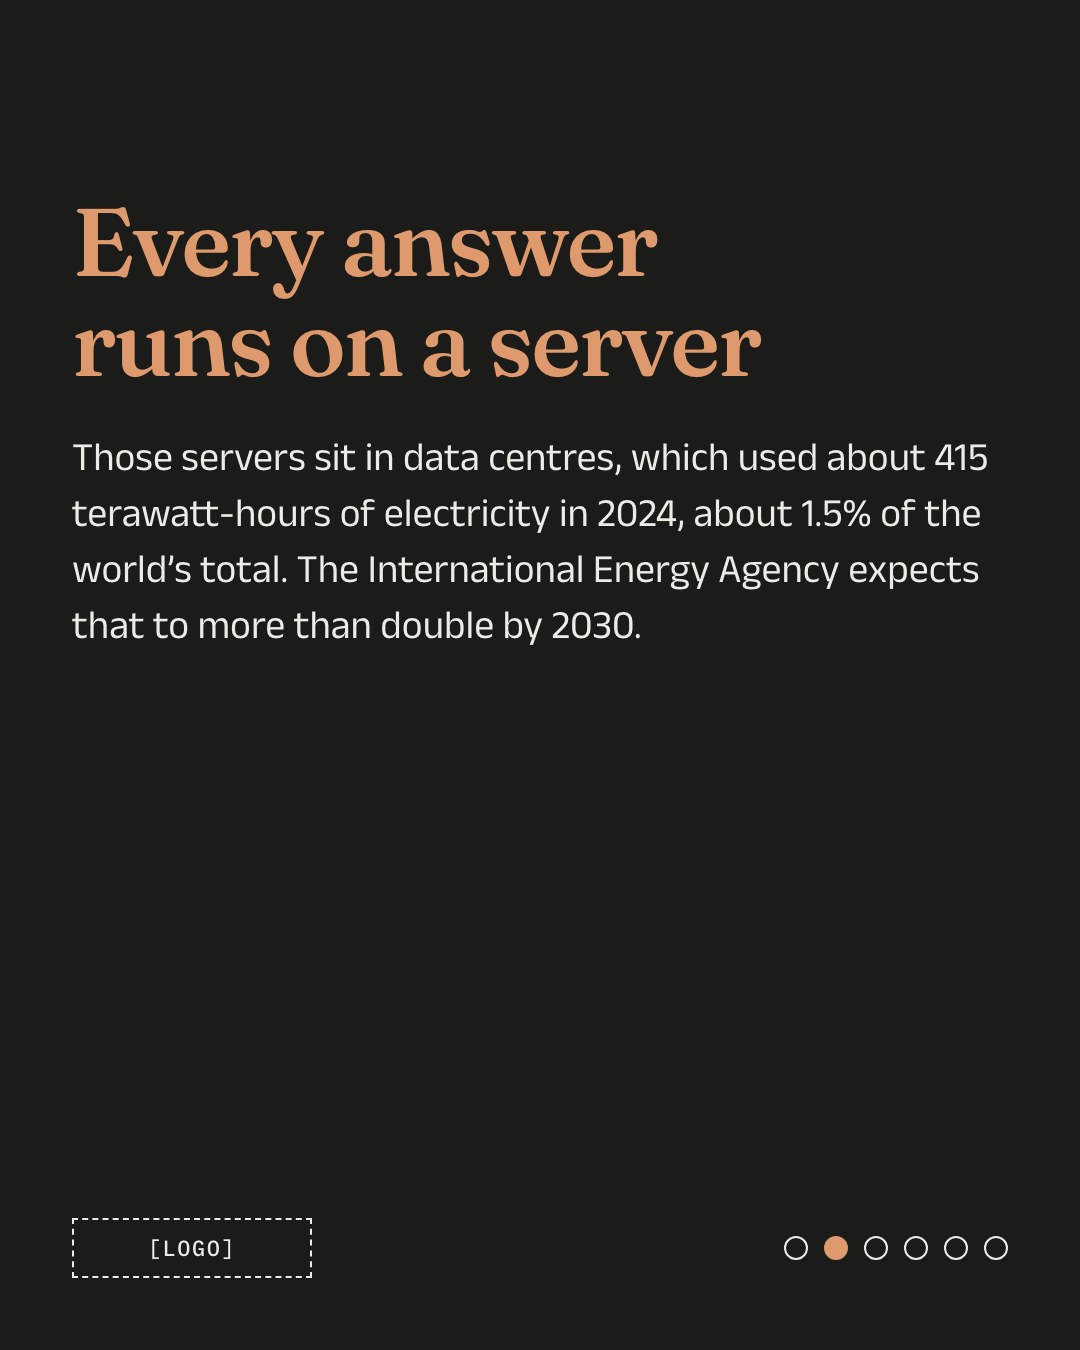 Every answer
runs on a server
Those servers sit in data centres, which used about 415
terawatt-hours of electricity in 2024, about 1.5% of the
world’s total. The International Energy Agency expects
that to more than double by 2030.
[LOGO]